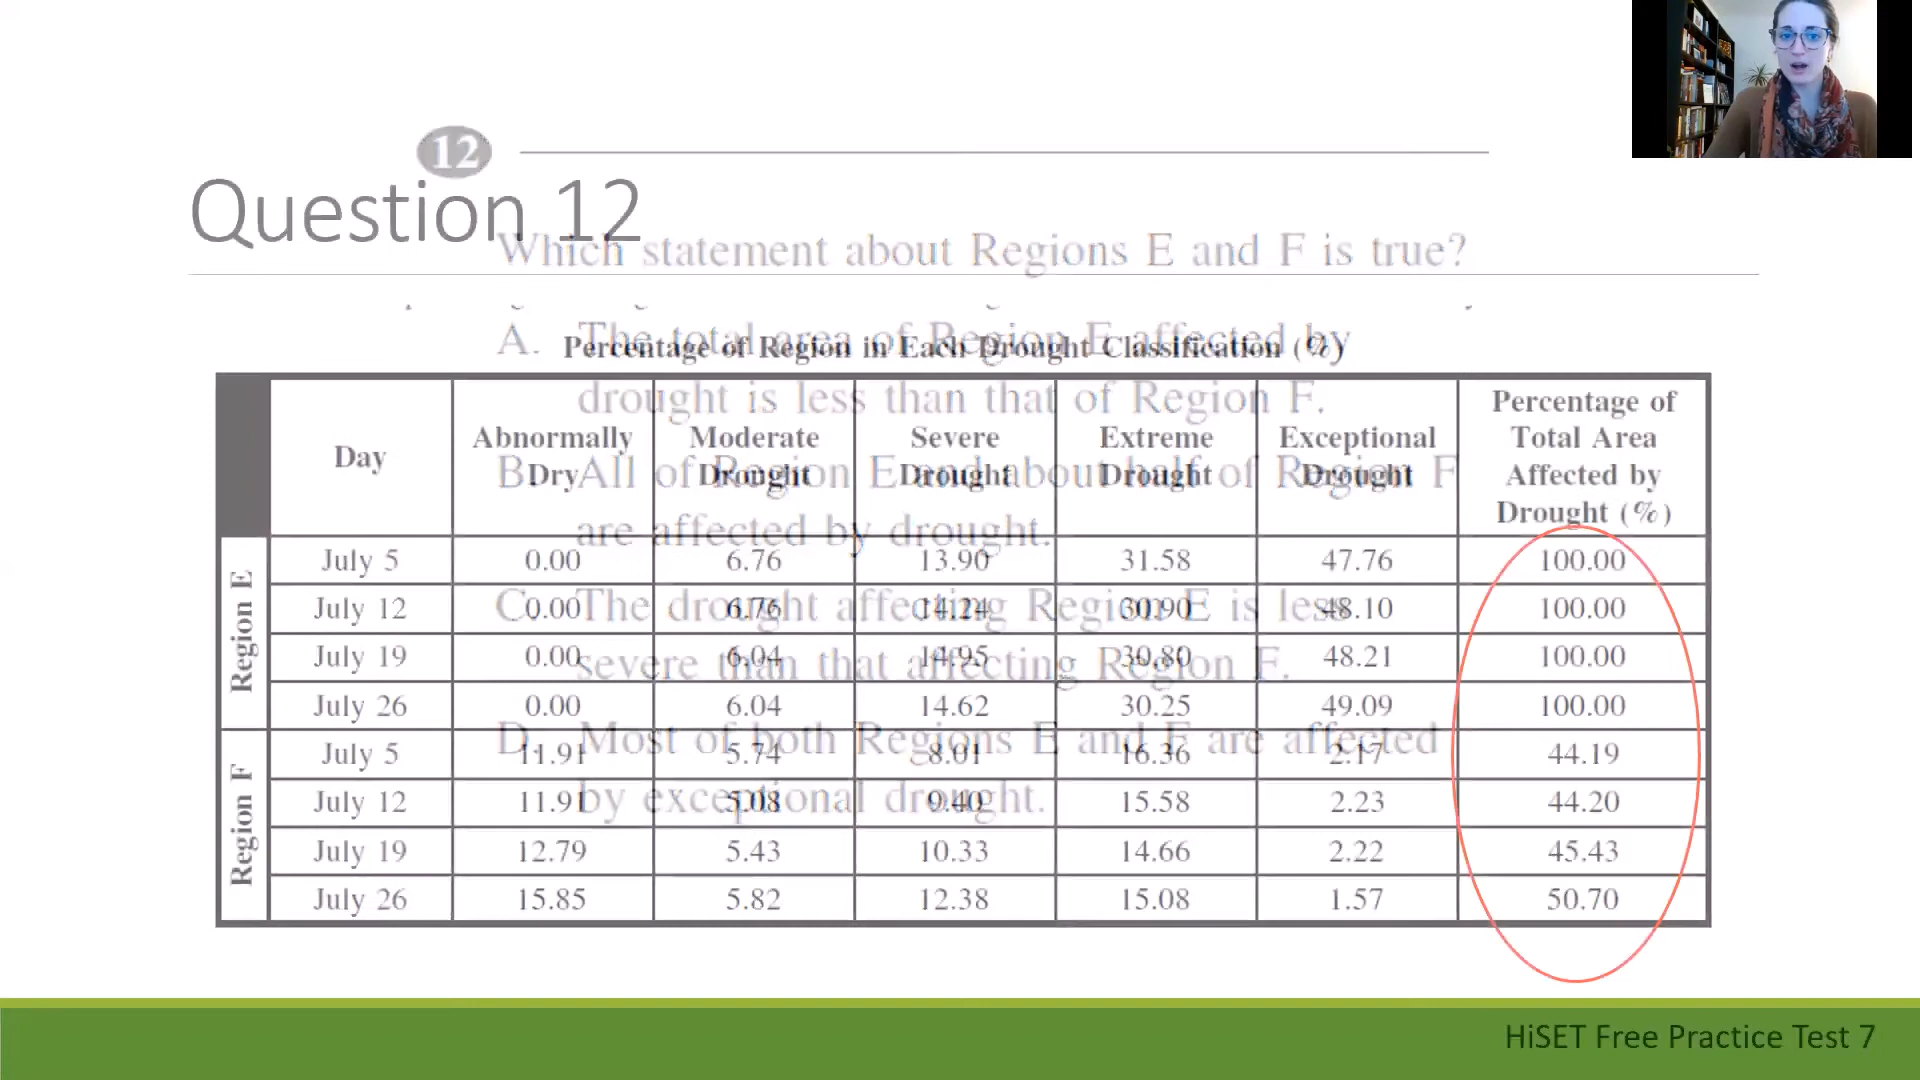 12
Question 12
Which statement about Regions E and F is true?
A. The total area of Region E affected by
drought is less than that of Region F.
B. All of Region E and about half of Region F
are affected by drought.
C. The drought affecting Region E is less
severe than that affecting Region F.
D. Most of both Regions E and F are affected
by exceptional drought.
Percentage of Region in Each Drought Classification (%)
Day
Abnormally
Dry
Moderate
Drought
Severe
Drought
Extreme
Drought
Exceptional
Drought
Percentage of
Total Area
Affected by
Drought (%)
Region E
July 5 0.00 6.76 13.90 31.58 47.76 100.00
July 12 0.00 6.76 14.24 30.90 48.10 100.00
July 19 0.00 6.04 14.95 30.80 48.21 100.00
July 26 0.00 6.04 14.62 30.25 49.09 100.00
Region F
July 5 11.91 5.74 8.01 16.36 2.17 44.19
July 12 11.91 5.08 9.40 15.58 2.23 44.20
July 19 12.79 5.43 10.33 14.66 2.22 45.43
July 26 15.85 5.82 12.38 15.08 1.57 50.70
HiSET Free Practice Test 7